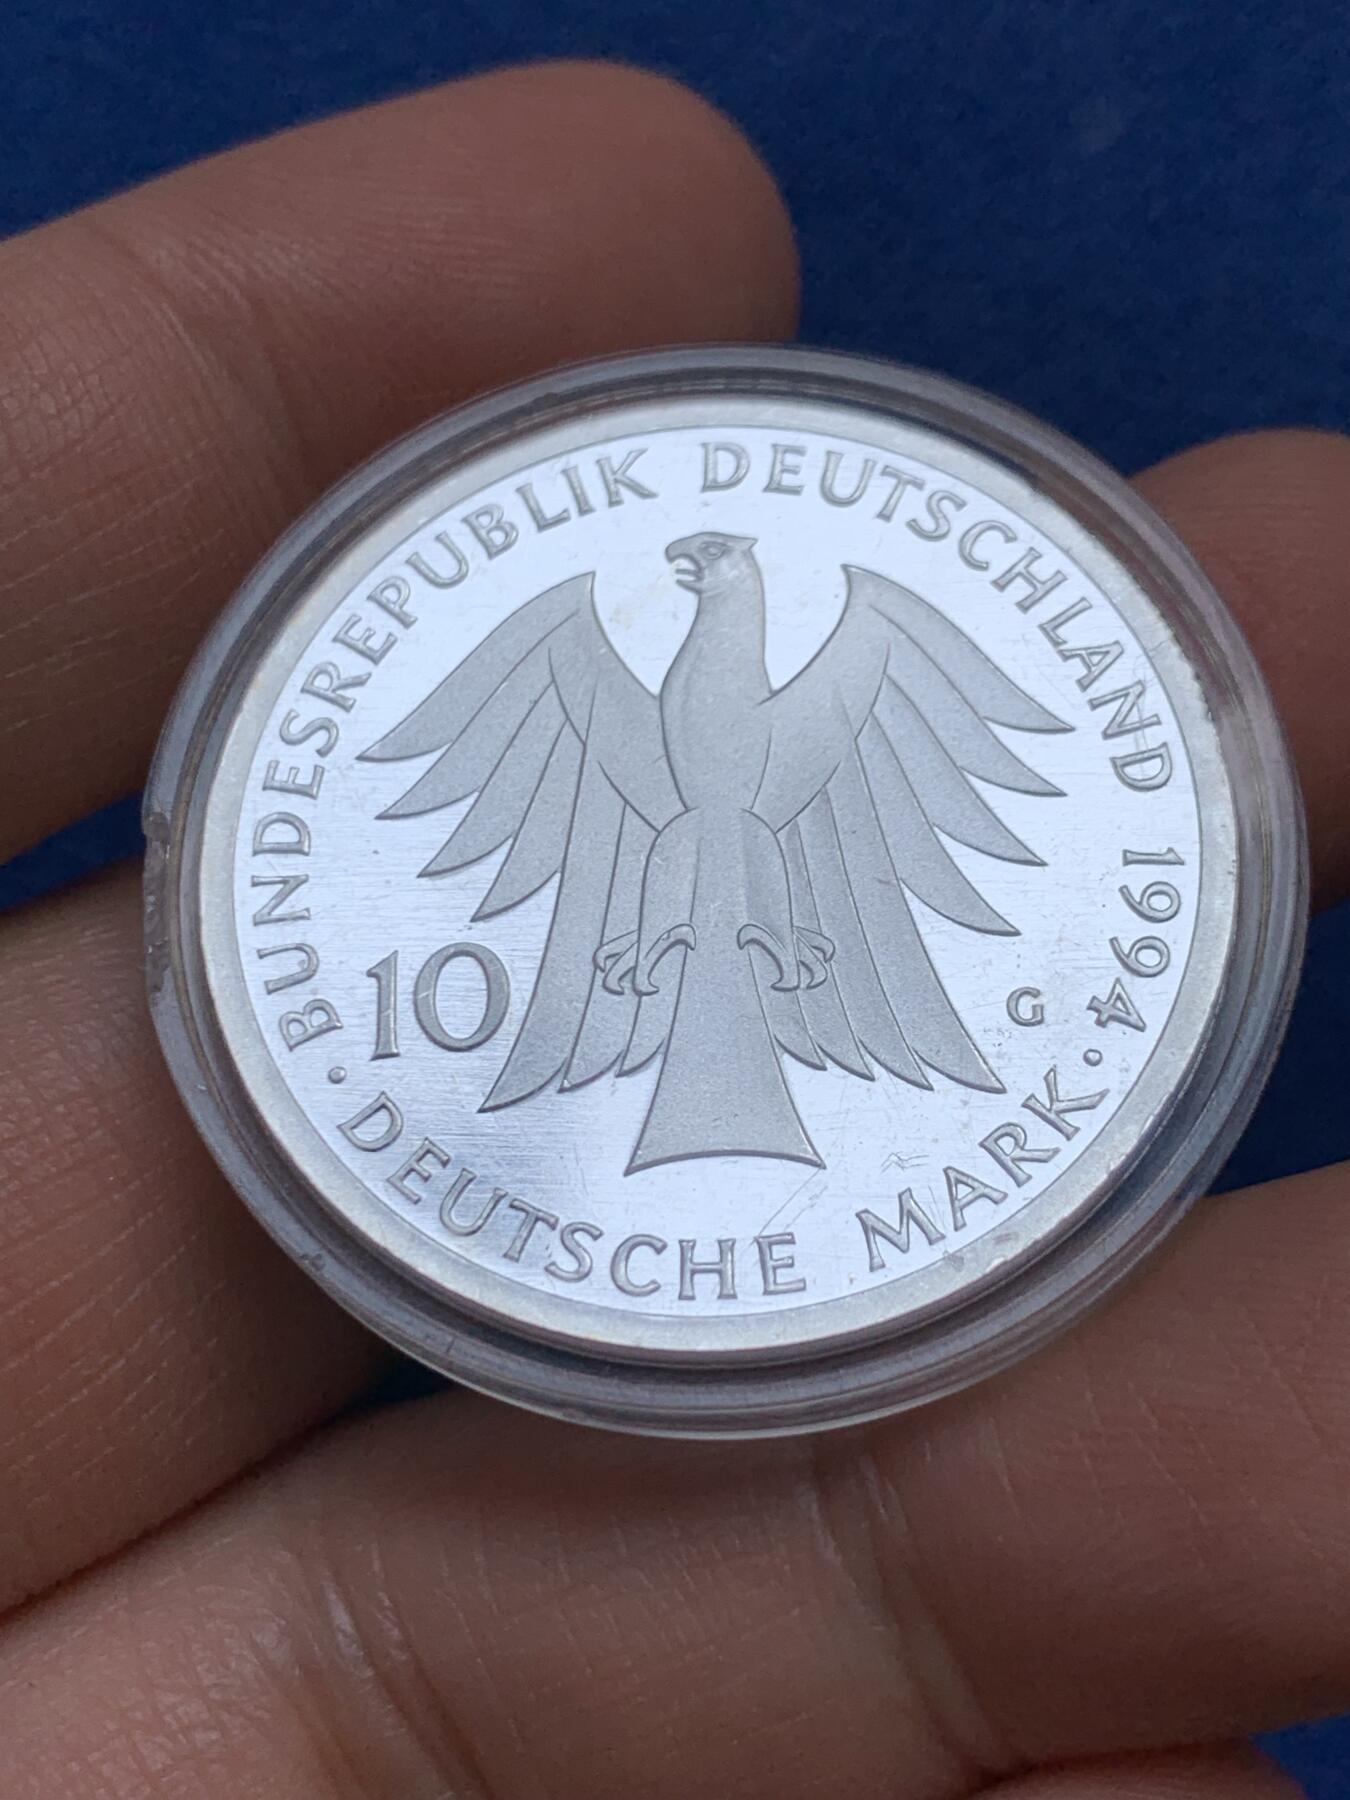 BUNDESREPUBLIK DEUTSCHLAND 1994
10
G
· DEUTSCHE MARK ·